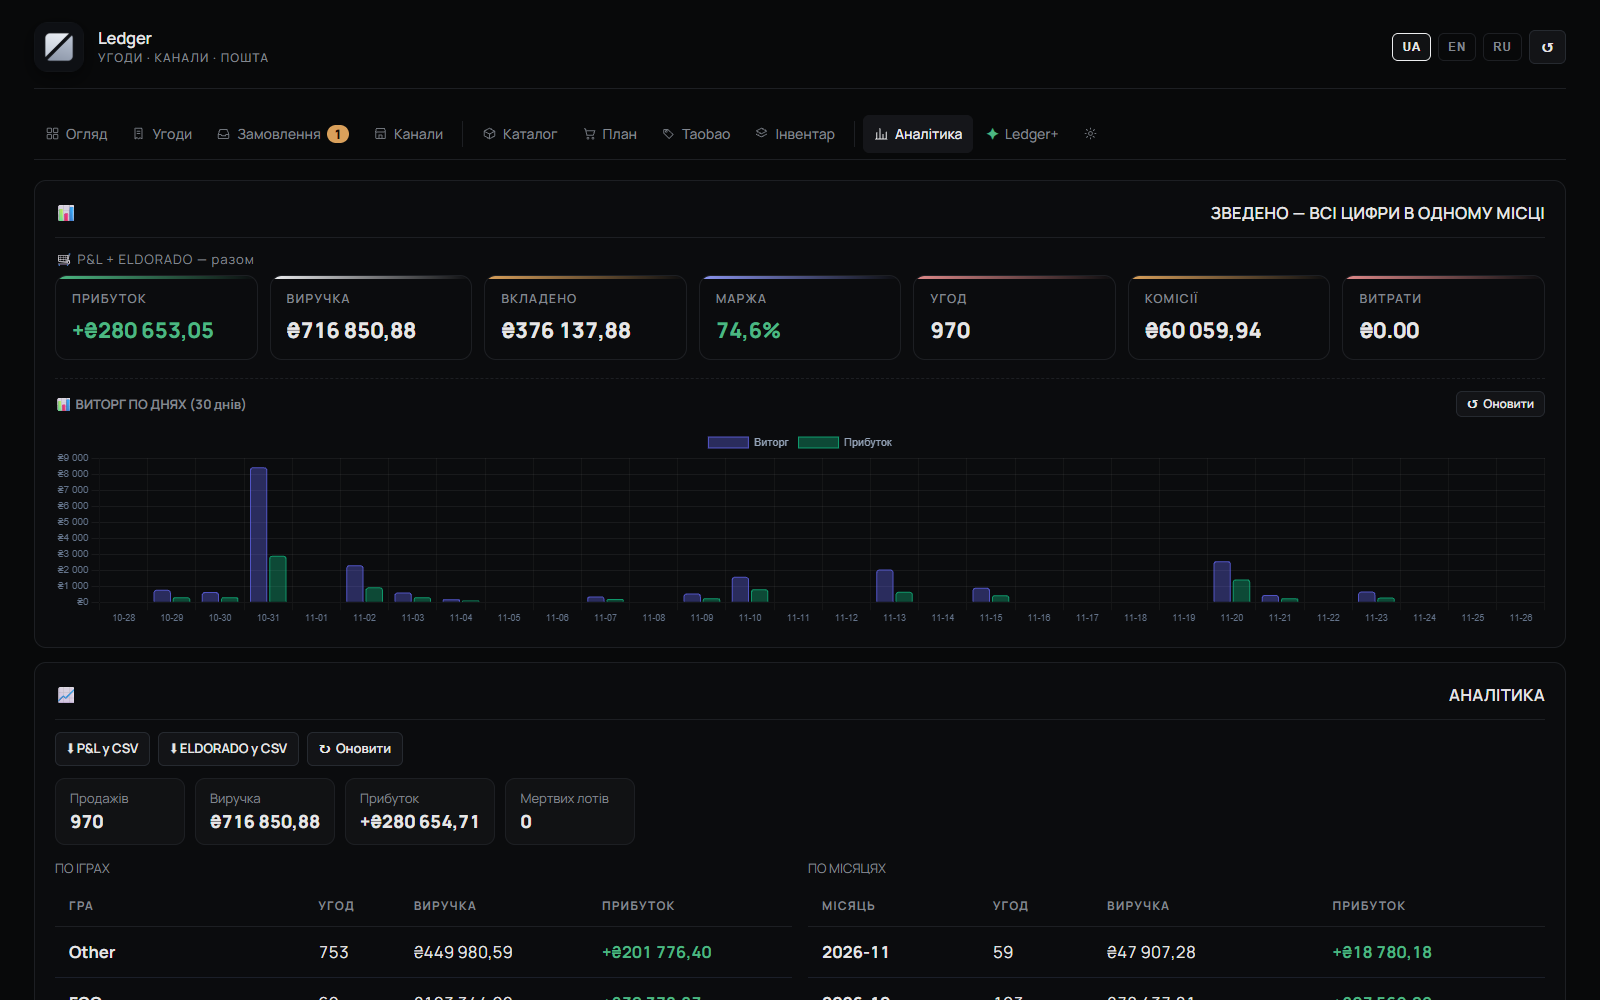 Ledger
УГОДИ · КАНАЛИ · ПОШТА
UA EN RU
Огляд Угоди Замовлення 1 Канали Каталог План Taobao Інвентар Аналітика Ledger+
ЗВЕДЕНО — ВСІ ЦИФРИ В ОДНОМУ МІСЦІ
P&L + ELDORADO — разом
ПРИБУТОК ВИРУЧКА ВКЛАДЕНО МАРЖА УГОД КОМІСІЇ ВИТРАТИ
+₴280 653,05 ₴716 850,88 ₴376 137,88 74,6% 970 ₴60 059,94 ₴0.00
ВИТОРГ ПО ДНЯХ (30 днів) Оновити
Виторг Прибуток
₴9 000
₴8 000
₴7 000
₴6 000
₴5 000
₴4 000
₴3 000
₴2 000
₴1 000
₴0
10-28 10-29 10-30 10-31 11-01 11-02 11-03 11-04 11-05 11-06 11-07 11-08 11-09 11-10 11-11 11-12 11-13 11-14 11-15 11-16 11-17 11-18 11-19 11-20 11-21 11-22 11-23 11-24 11-25 11-26
АНАЛІТИКА
⬇ P&L у CSV ⬇ ELDORADO у CSV ↻ Оновити
Продажів Виручка Прибуток Мертвих лотів
970 ₴716 850,88 +₴280 654,71 0
ПО ІГРАХ ПО МІСЯЦЯХ
ГРА УГОД ВИРУЧКА ПРИБУТОК МІСЯЦЬ УГОД ВИРУЧКА ПРИБУТОК
Other 753 ₴449 980,59 +₴201 776,40 2026-11 59 ₴47 907,28 +₴18 780,18